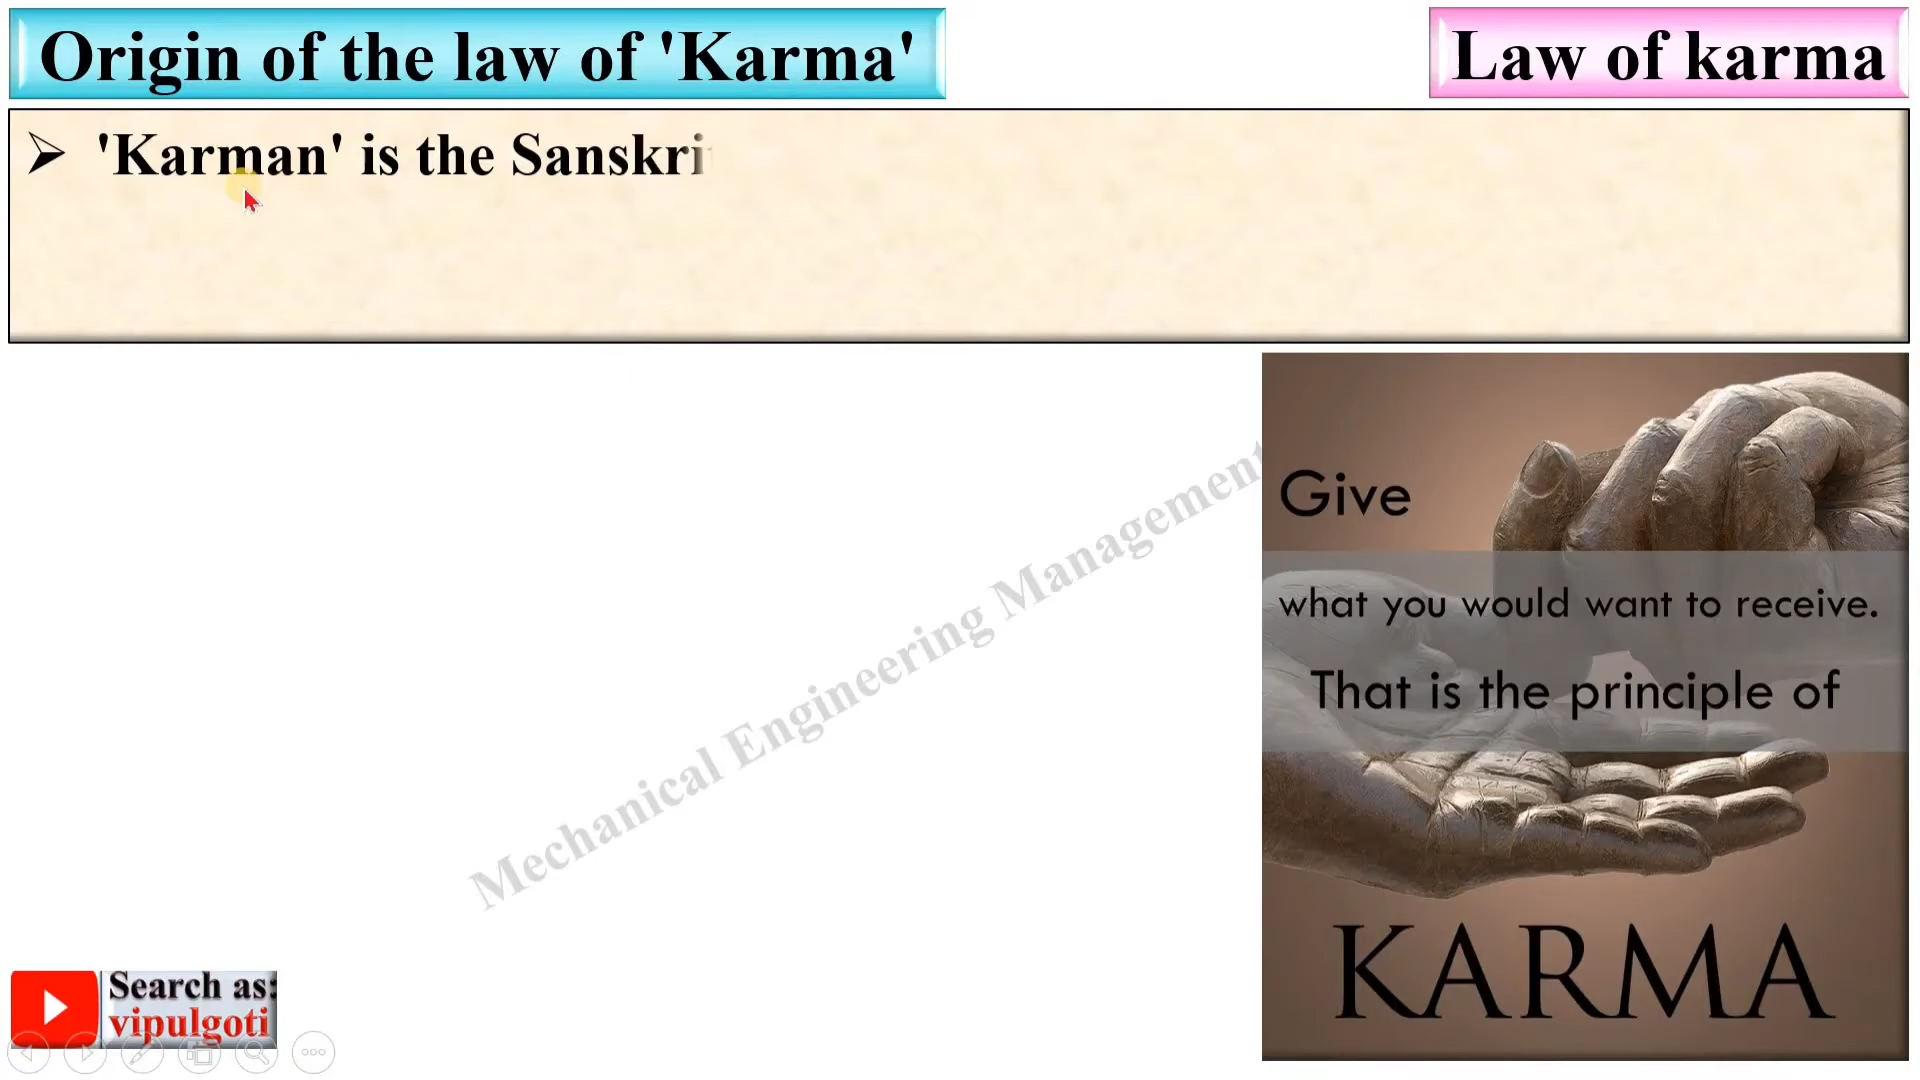 Origin of the law of 'Karma'
Law of karma
➢ 'Karman' is the Sanskri
Give
what you would want to receive.
That is the principle of
KARMA
Mechanical Engineering Management
Search as:
vipulgoti